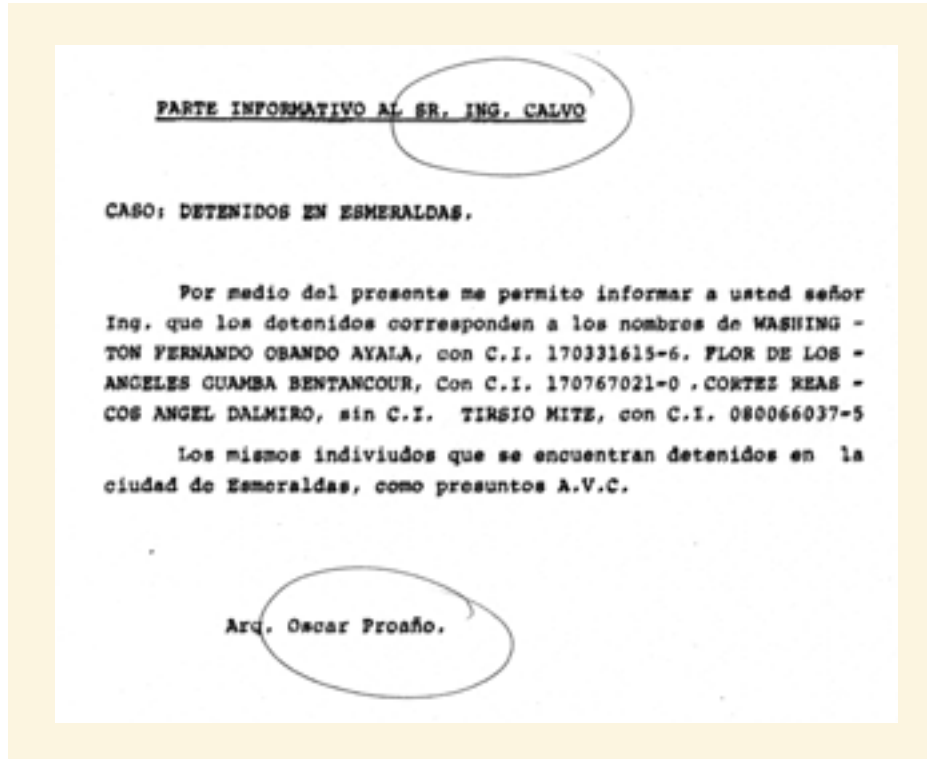 PARTE INFORMATIVO AL SR. ING. CALVO
CASO: DETENIDOS EN ESMERALDAS.
Por medio del presente me permito informar a usted señor
Ing. que los detenidos corresponden a los nombres de WASHING -
TON FERNANDO OBANDO AYALA, con C.I. 170331615-6. FLOR DE LOS -
ANGELES GUAMBA BENTANCOUR, Con C.I. 170767021-0 . CORTEZ REAS -
COS ANGEL DALMIRO, sin C.I. TIRSIO MITE, con C.I. 080066037-5
Los mismos indiviudos que se encuentran detenidos en la
ciudad de Esmeraldas, como presuntos A.V.C.
Arq. Oscar Proaño.